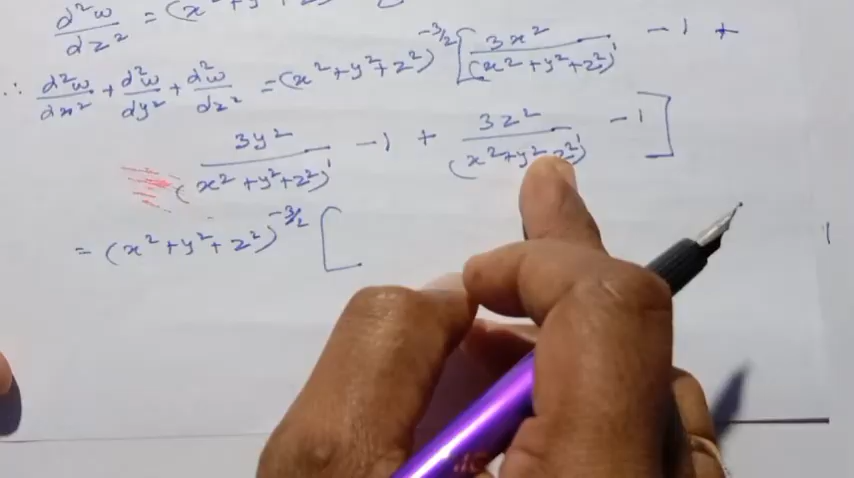 d²w/dz² = (x²+y²+z
∴ d²w/dx² + d²w/dy² + d²w/dz² = (x²+y²+z²)^-3/2 [3x²/(x²+y²+z²)¹ - 1 +
3y²/(x²+y²+z²)¹ - 1 + 3z²/(x²+y²+z²)¹ - 1]
= (x²+y²+z²)^-3/2 [